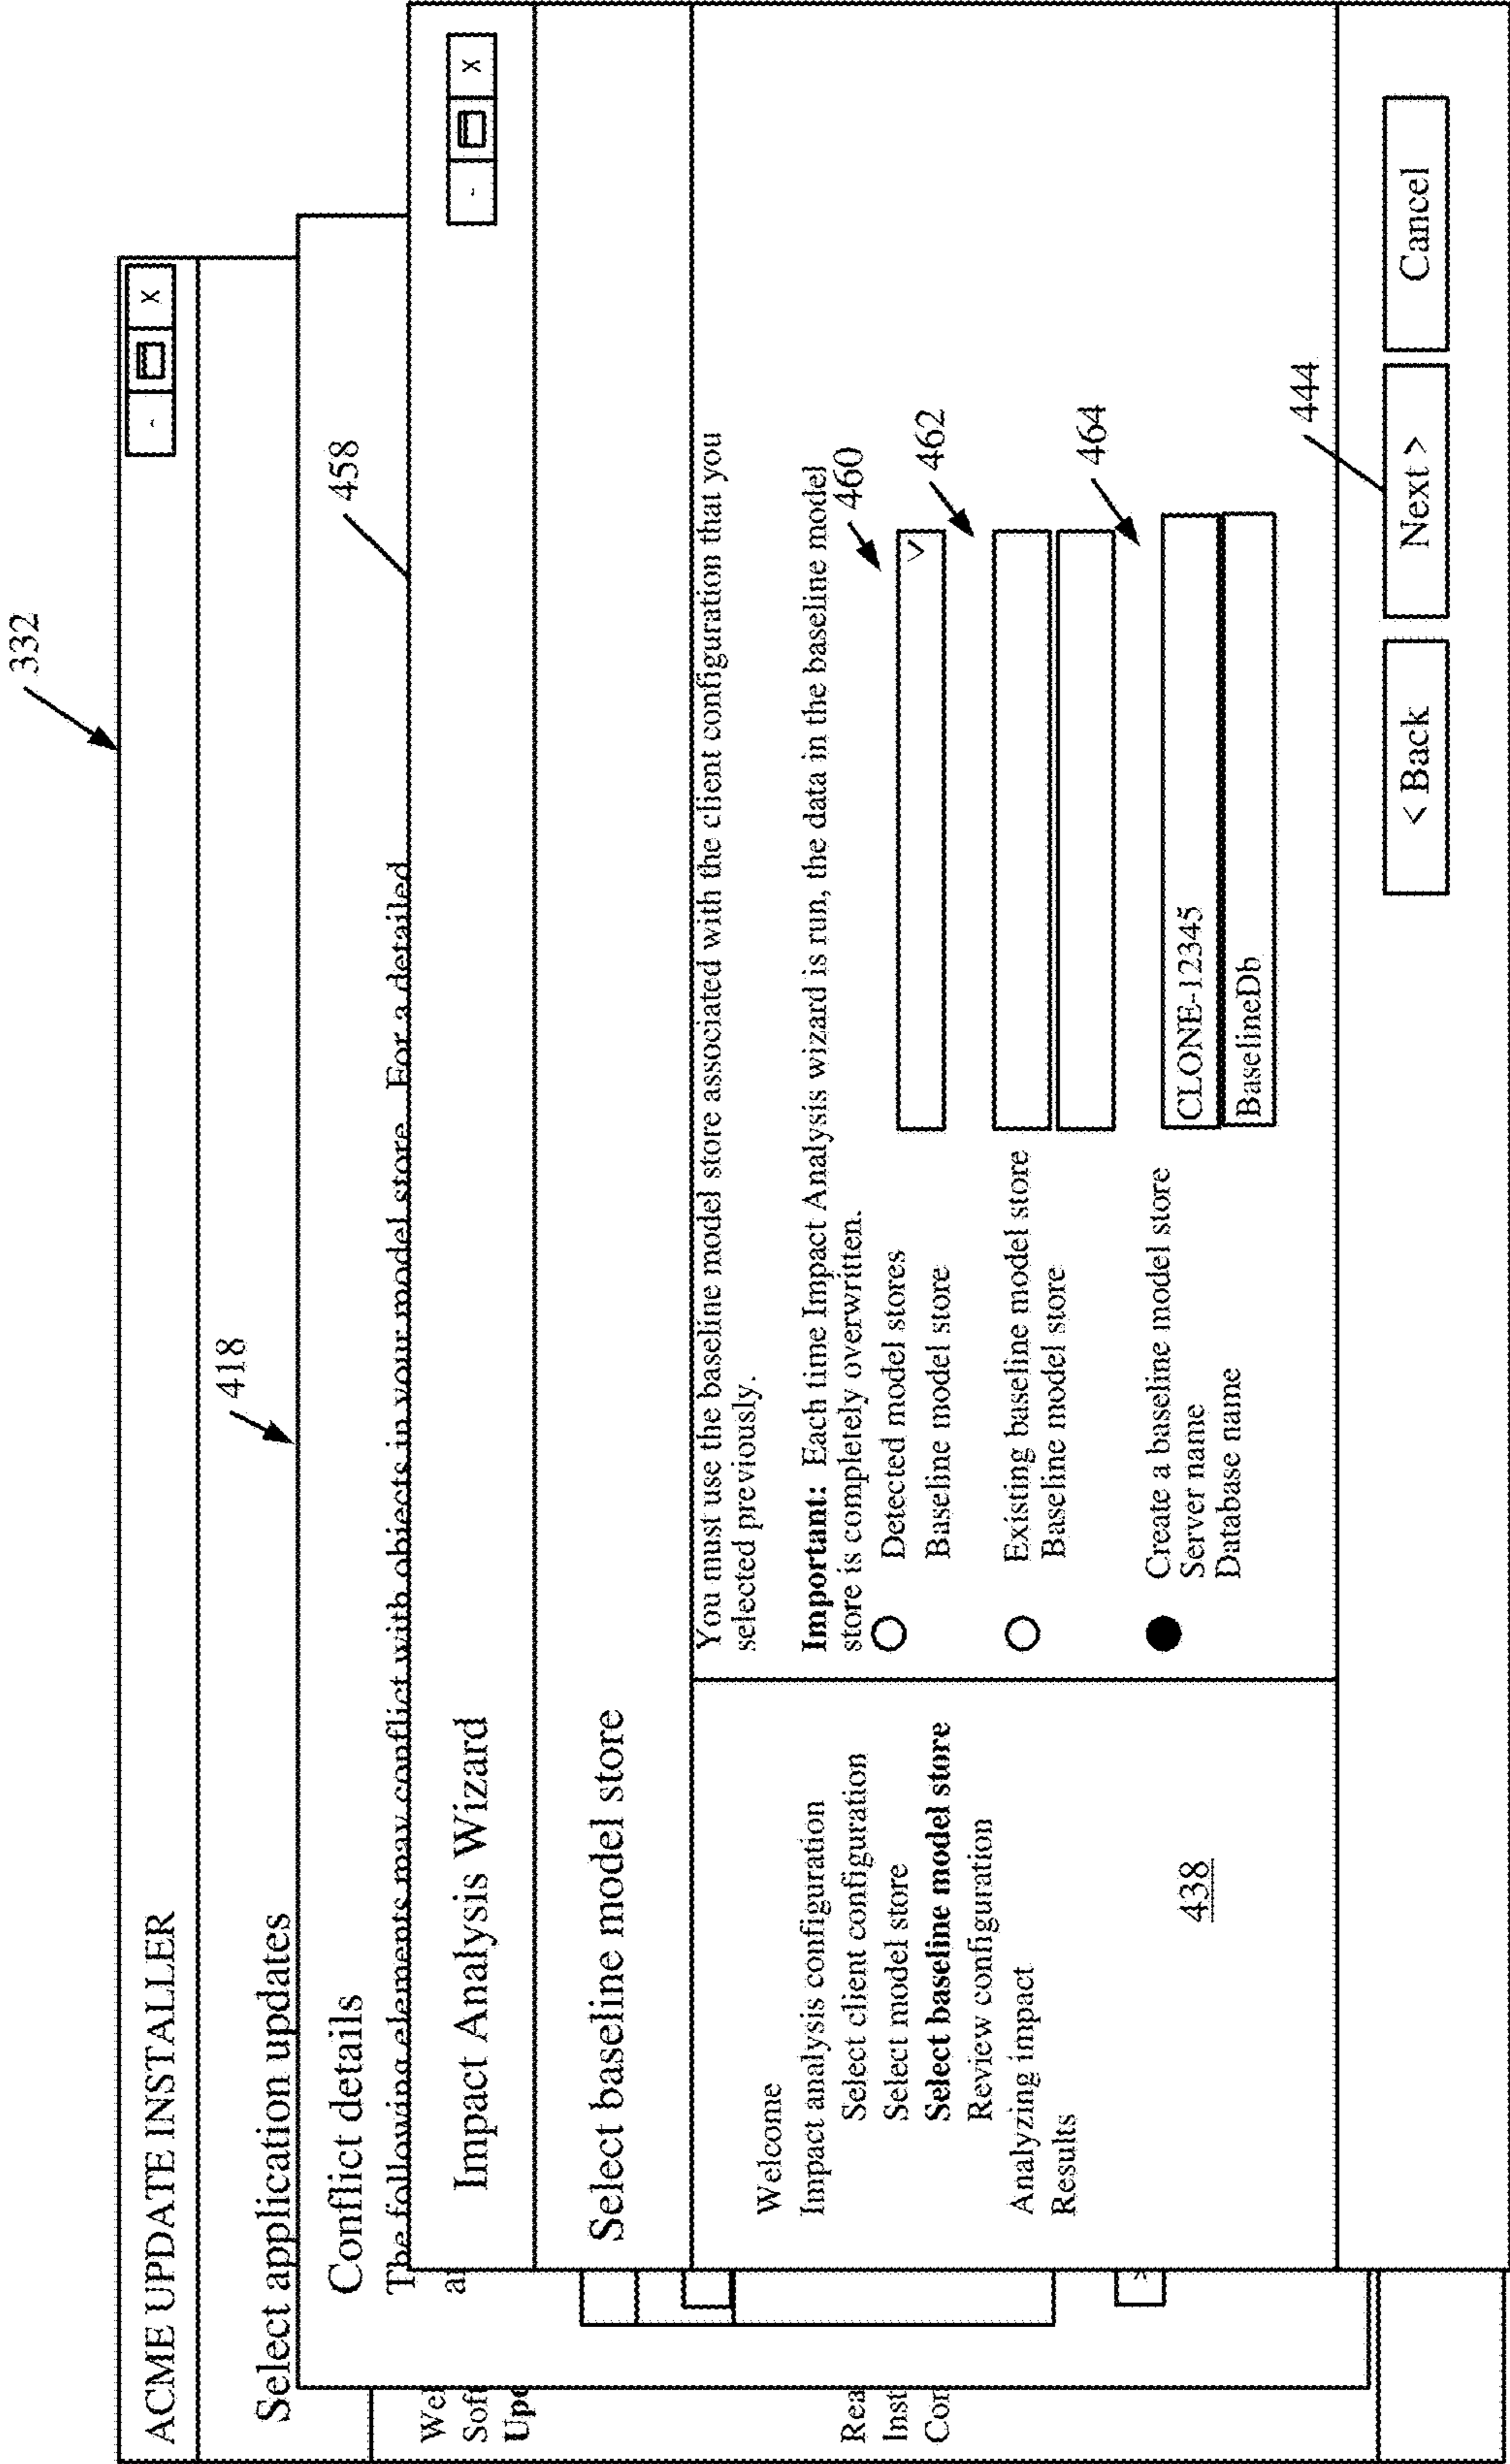 332
ACME UPDATE INSTALLER
- x
Select application updates
418
Conflict details
The following elements may conflict with objects in your model store. For a detailed
458
Impact Analysis Wizard
- x
Select baseline model store
Welcome
Impact analysis configuration
Select client configuration
Select model store
Select baseline model store
Review configuration
Analyzing impact
Results
438
You must use the baseline model store associated with the client configuration that you
selected previously.
Important: Each time Impact Analysis wizard is run, the data in the baseline model
store is completely overwritten.
460
Detected model stores
Baseline model store
462
Existing baseline model store
Baseline model store
464
Create a baseline model store
Server name CLONE-12345
Database name BaselineDb
444
< Back Next > Cancel